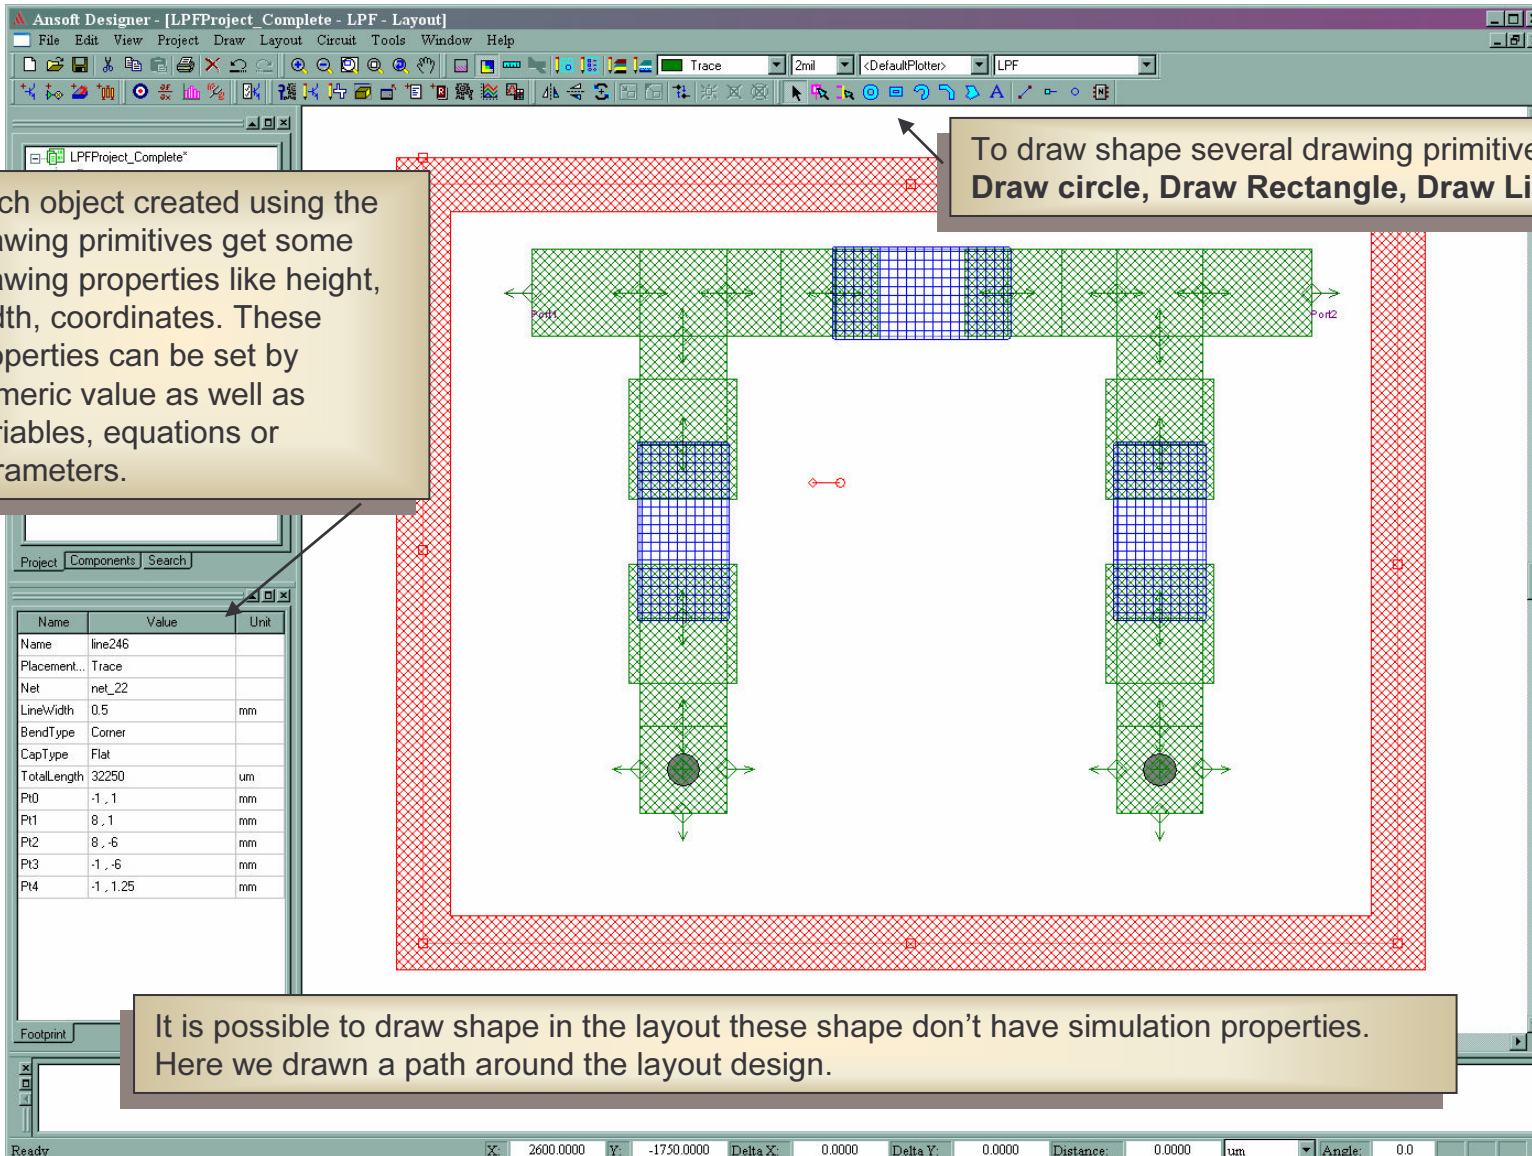 Ansoft Designer - [LPFProject_Complete - LPF - Layout]
File Edit View Project Draw Layout Circuit Tools Window Help
Trace 2mil <DefaultPlotter> LPF
LPFProject_Complete*
To draw shape several drawing primitive
Draw circle, Draw Rectangle, Draw Li
ch object created using the
awing primitives get some
awing properties like height,
dth, coordinates. These
operties can be set by
meric value as well as
riables, equations or
rameters.
Port1
Port2
Project Components Search
Name Value Unit
Name line246
Placement... Trace
Net net_22
LineWidth 0.5 mm
BendType Corner
CapType Flat
TotalLength 32250 um
Pt0 -1 , 1 mm
Pt1 8 , 1 mm
Pt2 8 , -6 mm
Pt3 -1 , -6 mm
Pt4 -1 , 1.25 mm
Footprint
It is possible to draw shape in the layout these shape don't have simulation properties.
Here we drawn a path around the layout design.
Ready X: 2600.0000 Y: -1750.0000 Delta X: 0.0000 Delta Y: 0.0000 Distance: 0.0000 um Angle: 0.0